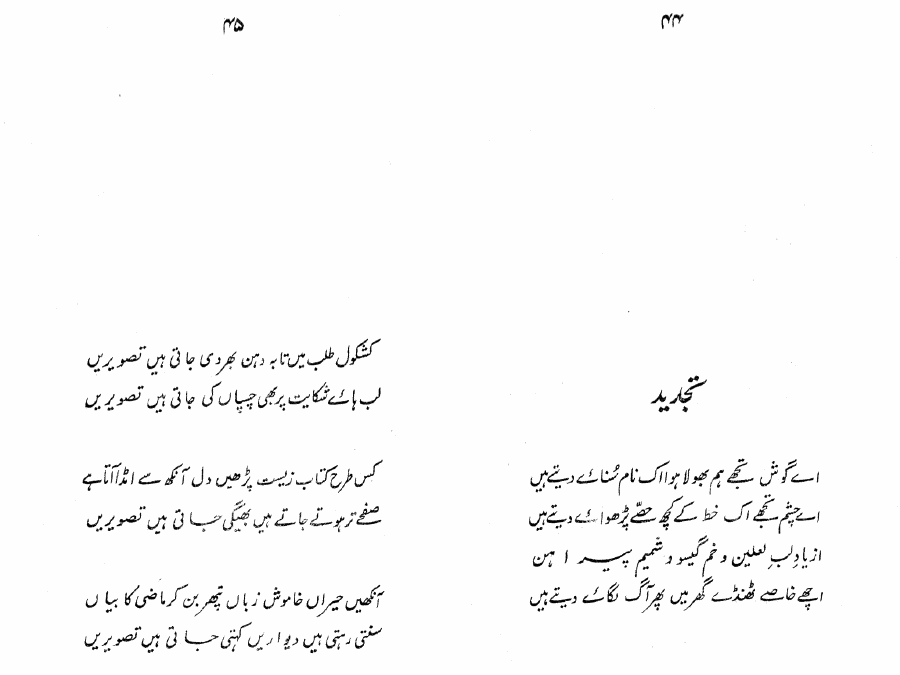 ۴۴
تجدید
اے گوش تجھے ہم بھولا ہوا اک نام سُنائے دیتے ہیں
اے چشم تجھے اک خط کے کچھ حصّے پڑھوائے دیتے ہیں
از یادِ لبِ لعلین و خمِ گیسو و شمیم پیراہن
اچھے خاصے ٹھنڈے گھر میں پھر آگ لگائے دیتے ہیں
۴۵
کشکول طلب میں تا بہ دہن بھر دی جاتی ہیں تصویریں
لب ہائے شکایت پر بھی چسپاں کی جاتی ہیں تصویریں
کس طرح کتاب زیست پڑھیں دل آنکھ سے امڈا آتا ہے
صفحے تر ہوتے جاتے ہیں بھیگی جاتی ہیں تصویریں
آنکھیں حیراں خاموش زباں پتھر بن کر ماضی کا بیاں
سنتی رہتی ہیں دیواریں کہتی جاتی ہیں تصویریں